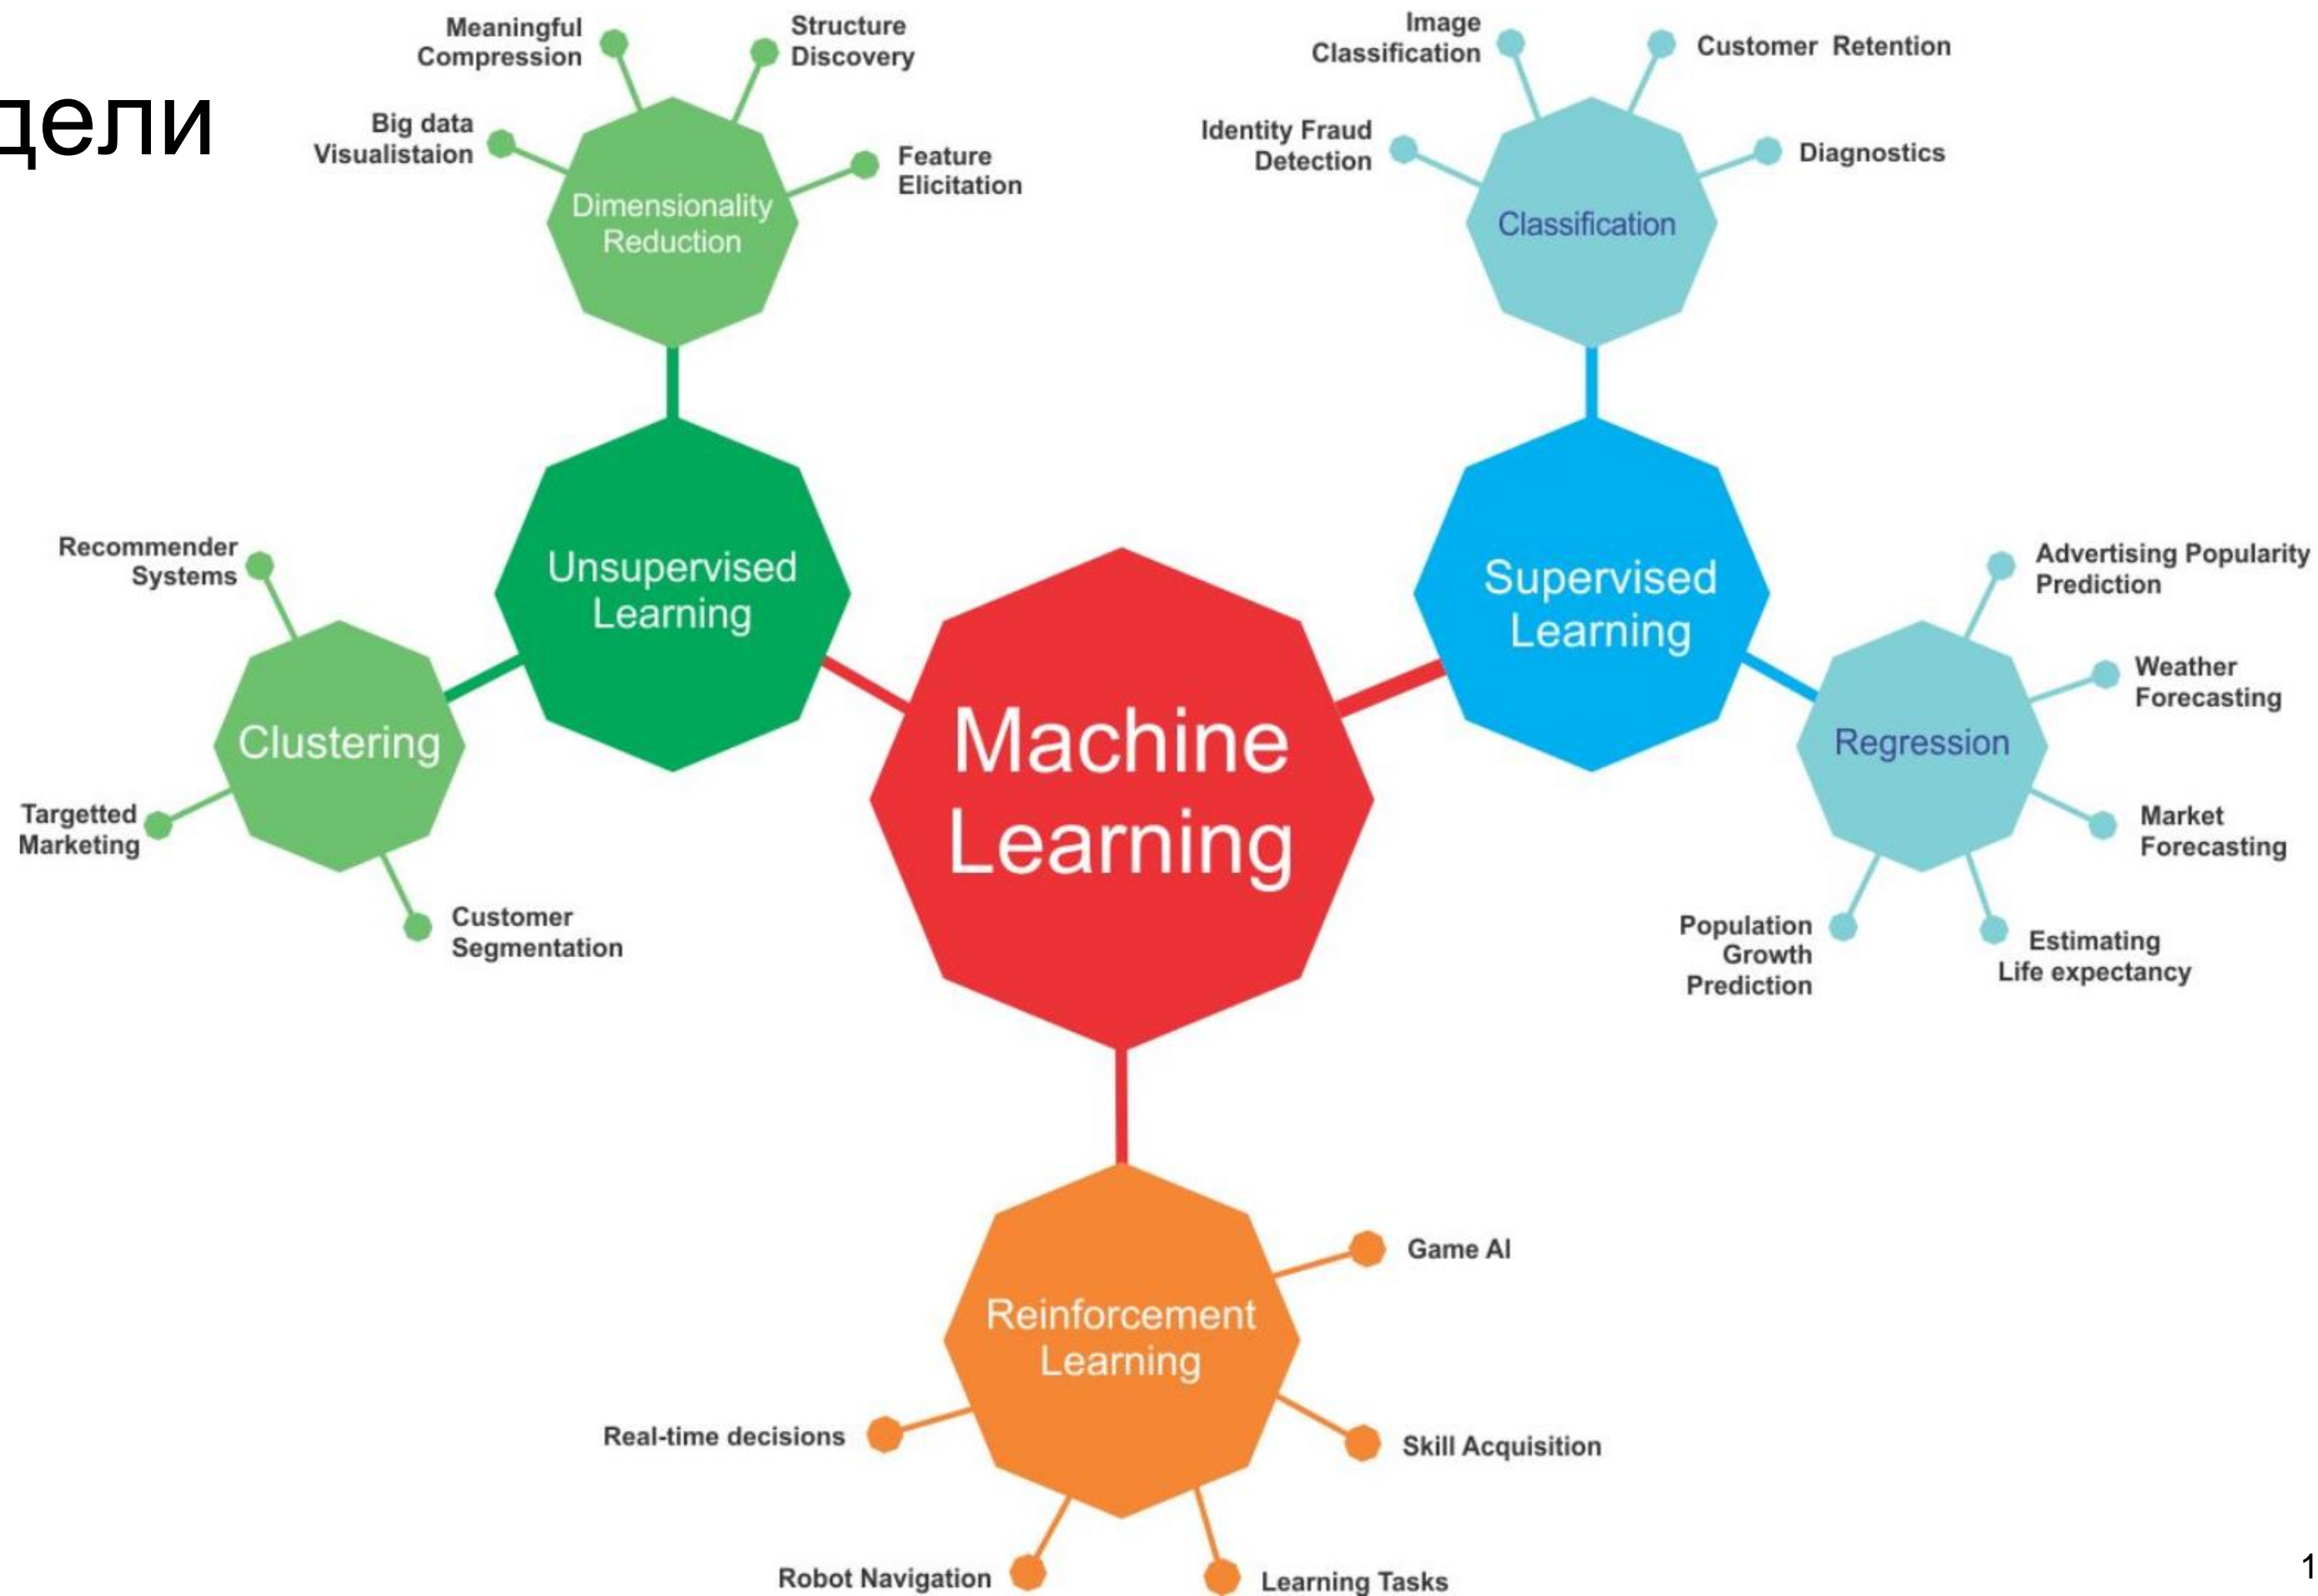 дели
Meaningful
Compression
Structure
Discovery
Big data
Visualistaion
Feature
Elicitation
Dimensionality
Reduction
Image
Classification
Customer Retention
Identity Fraud
Detection
Diagnostics
Classification
Unsupervised
Learning
Supervised
Learning
Recommender
Systems
Clustering
Targetted
Marketing
Customer
Segmentation
Machine
Learning
Advertising Popularity
Prediction
Weather
Forecasting
Regression
Market
Forecasting
Population
Growth
Prediction
Estimating
Life expectancy
Reinforcement
Learning
Game AI
Real-time decisions
Skill Acquisition
Robot Navigation
Learning Tasks
1